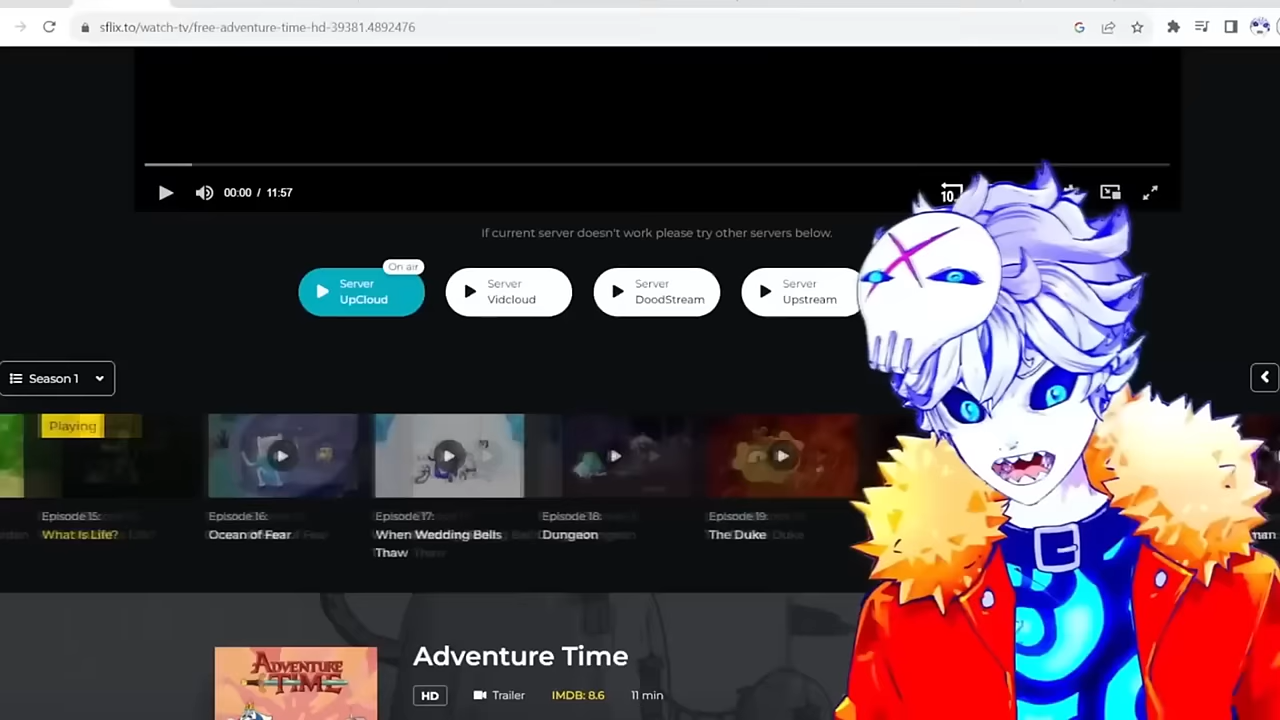 sflix.to/watch-tv/free-adventure-time-hd-39381.4892476
00:00 / 11:57
10
If current server doesn't work please try other servers below.
On air
Server
UpCloud
Server
Vidcloud
Server
DoodStream
Server
Upstream
Season 1
Playing
Episode 15:
What Is Life?
Episode 16:
Ocean of Fear
Episode 17:
When Wedding Bells
Thaw
Episode 18:
Dungeon
Episode 19:
The Duke
man
ADVENTURE
TIME
Adventure Time
HD
Trailer
IMDB: 8.6
11 min